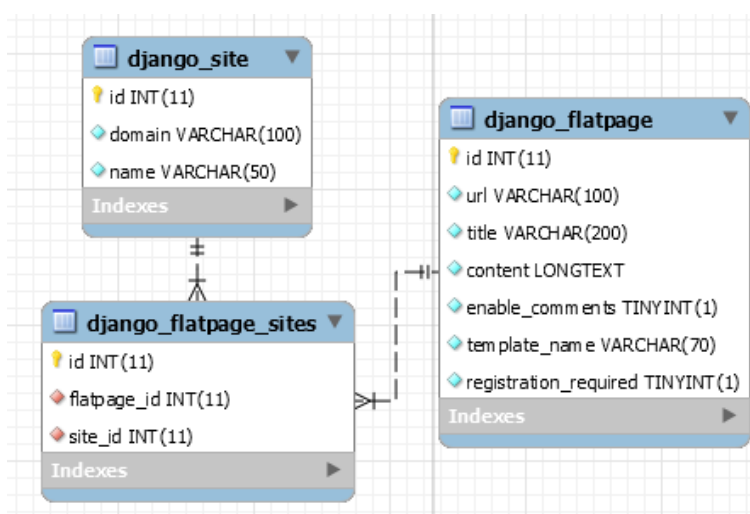 django_site
id INT(11)
domain VARCHAR(100)
name VARCHAR(50)
Indexes
django_flatpage
id INT(11)
url VARCHAR(100)
title VARCHAR(200)
content LONGTEXT
enable_comments TINYINT(1)
template_name VARCHAR(70)
registration_required TINYINT(1)
Indexes
django_flatpage_sites
id INT(11)
flatpage_id INT(11)
site_id INT(11)
Indexes